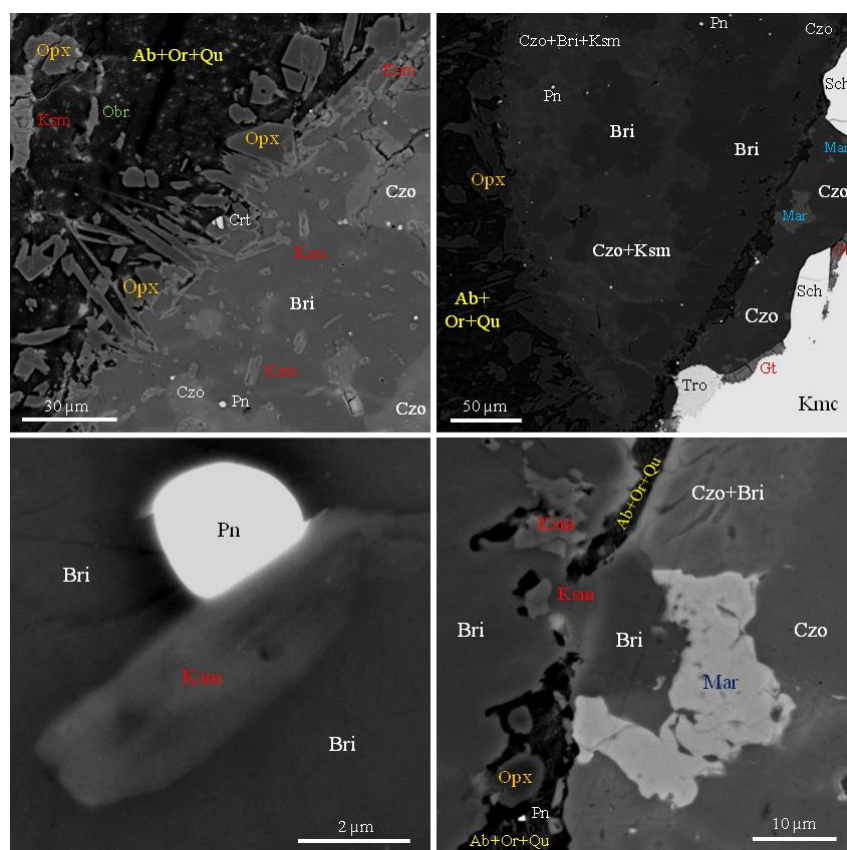 Opx
Ab+Or+Qu
Ksm
Ksm
Obr
Opx
Czo
Crt
Ksm
Opx
Bri
Ksm
Czo
Pn
Czo
30 µm
Pn
Czo+Bri+Ksm
Czo
Sch
Pn
Bri
Bri
Mar
Opx
Czo
Mar
Czo+Ksm
Gt
Ab+
Or+Qu
Sch
Czo
Gt
Tro
Kmc
50 µm
Pn
Bri
Ksm
Bri
2 µm
Ab+Or+Qu
Czo+Bri
Ksm
Ksm
Bri
Bri
Czo
Mar
Opx
Pn
Ab+Or+Qu
10 µm